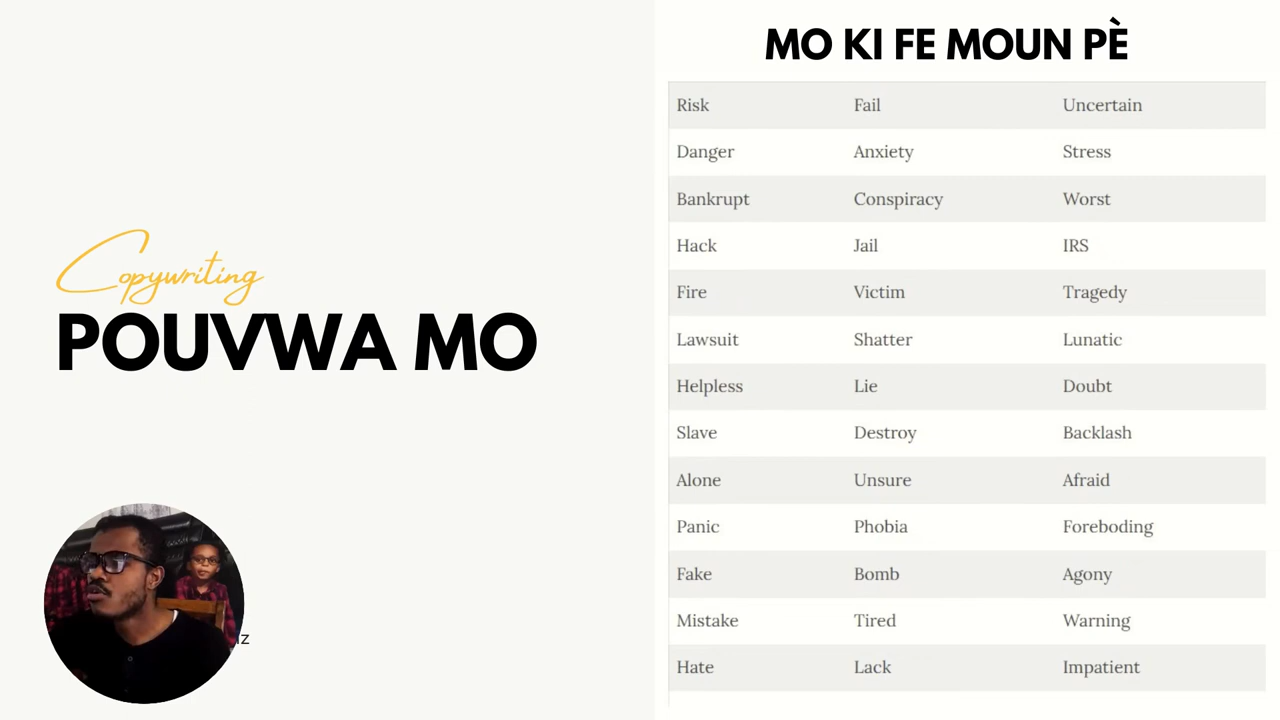 Copywriting
POUVWA MO
MO KI FE MOUN PÈ
Risk Fail Uncertain
Danger Anxiety Stress
Bankrupt Conspiracy Worst
Hack Jail IRS
Fire Victim Tragedy
Lawsuit Shatter Lunatic
Helpless Lie Doubt
Slave Destroy Backlash
Alone Unsure Afraid
Panic Phobia Foreboding
Fake Bomb Agony
Mistake Tired Warning
Hate Lack Impatient